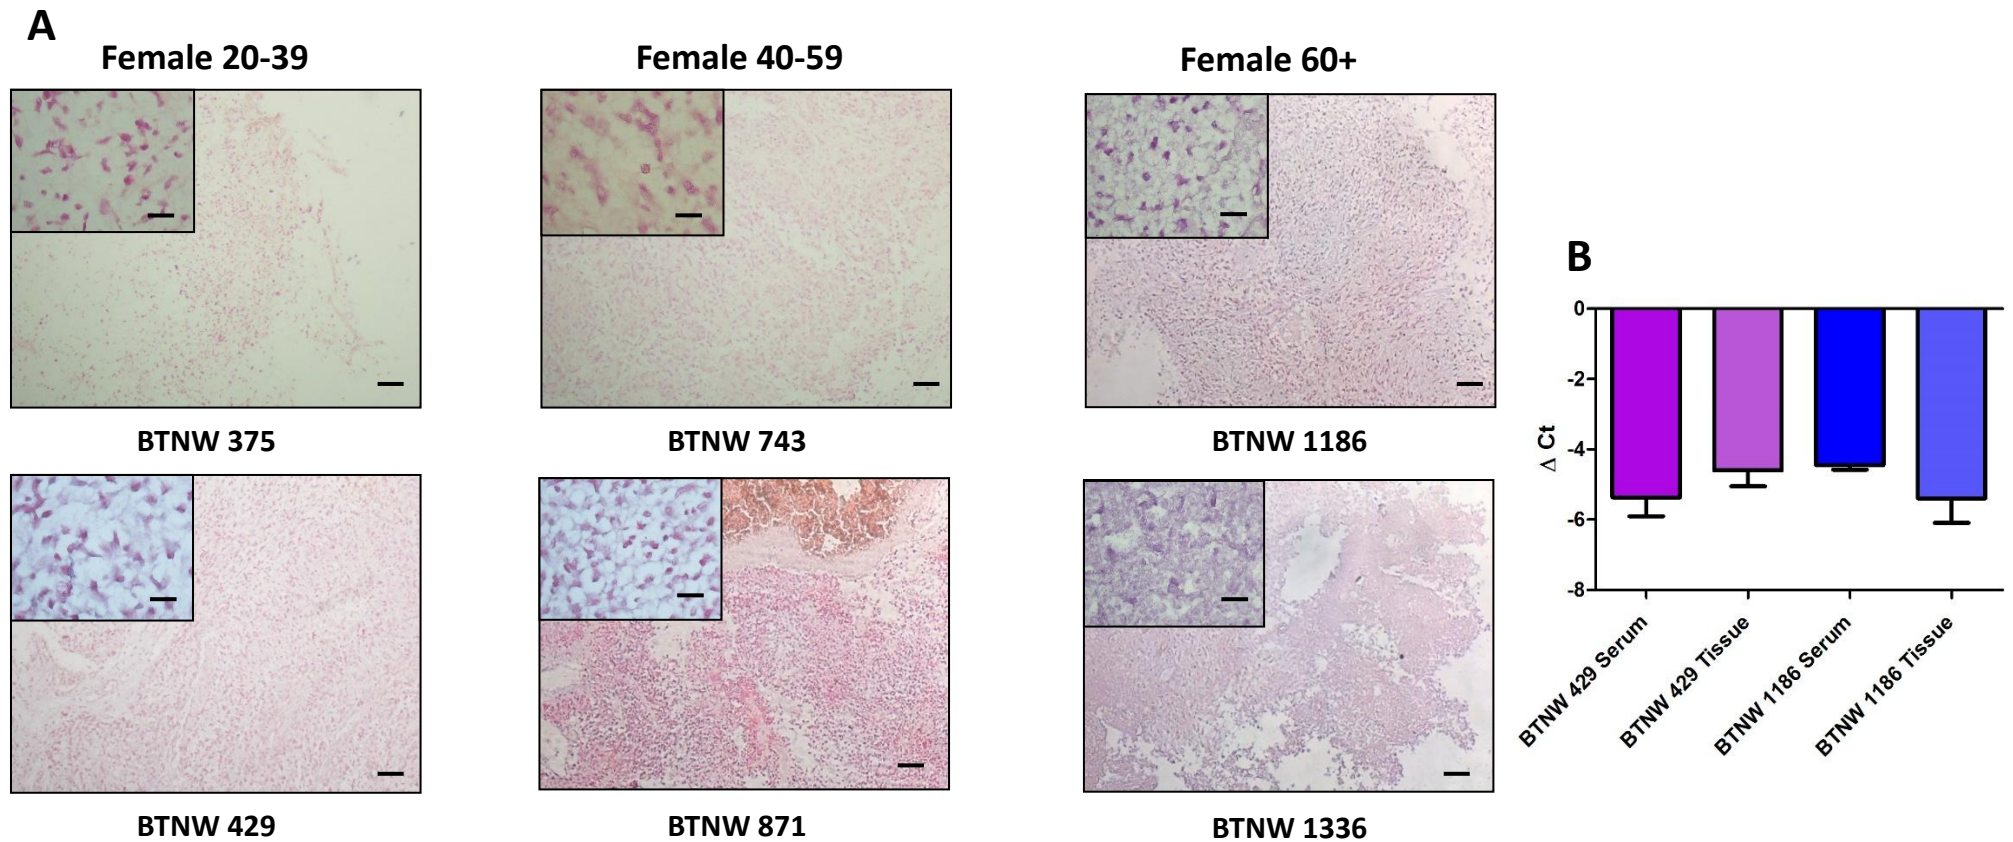 A
Female 20-39
Female 40-59
Female 60+
BTNW 375
BTNW 743
BTNW 1186
BTNW 429
BTNW 871
BTNW 1336
B
0
-2
-4
-6
-8
Δ Ct
BTNW 429 Serum
BTNW 429 Tissue
BTNW 1186 Serum
BTNW 1186 Tissue